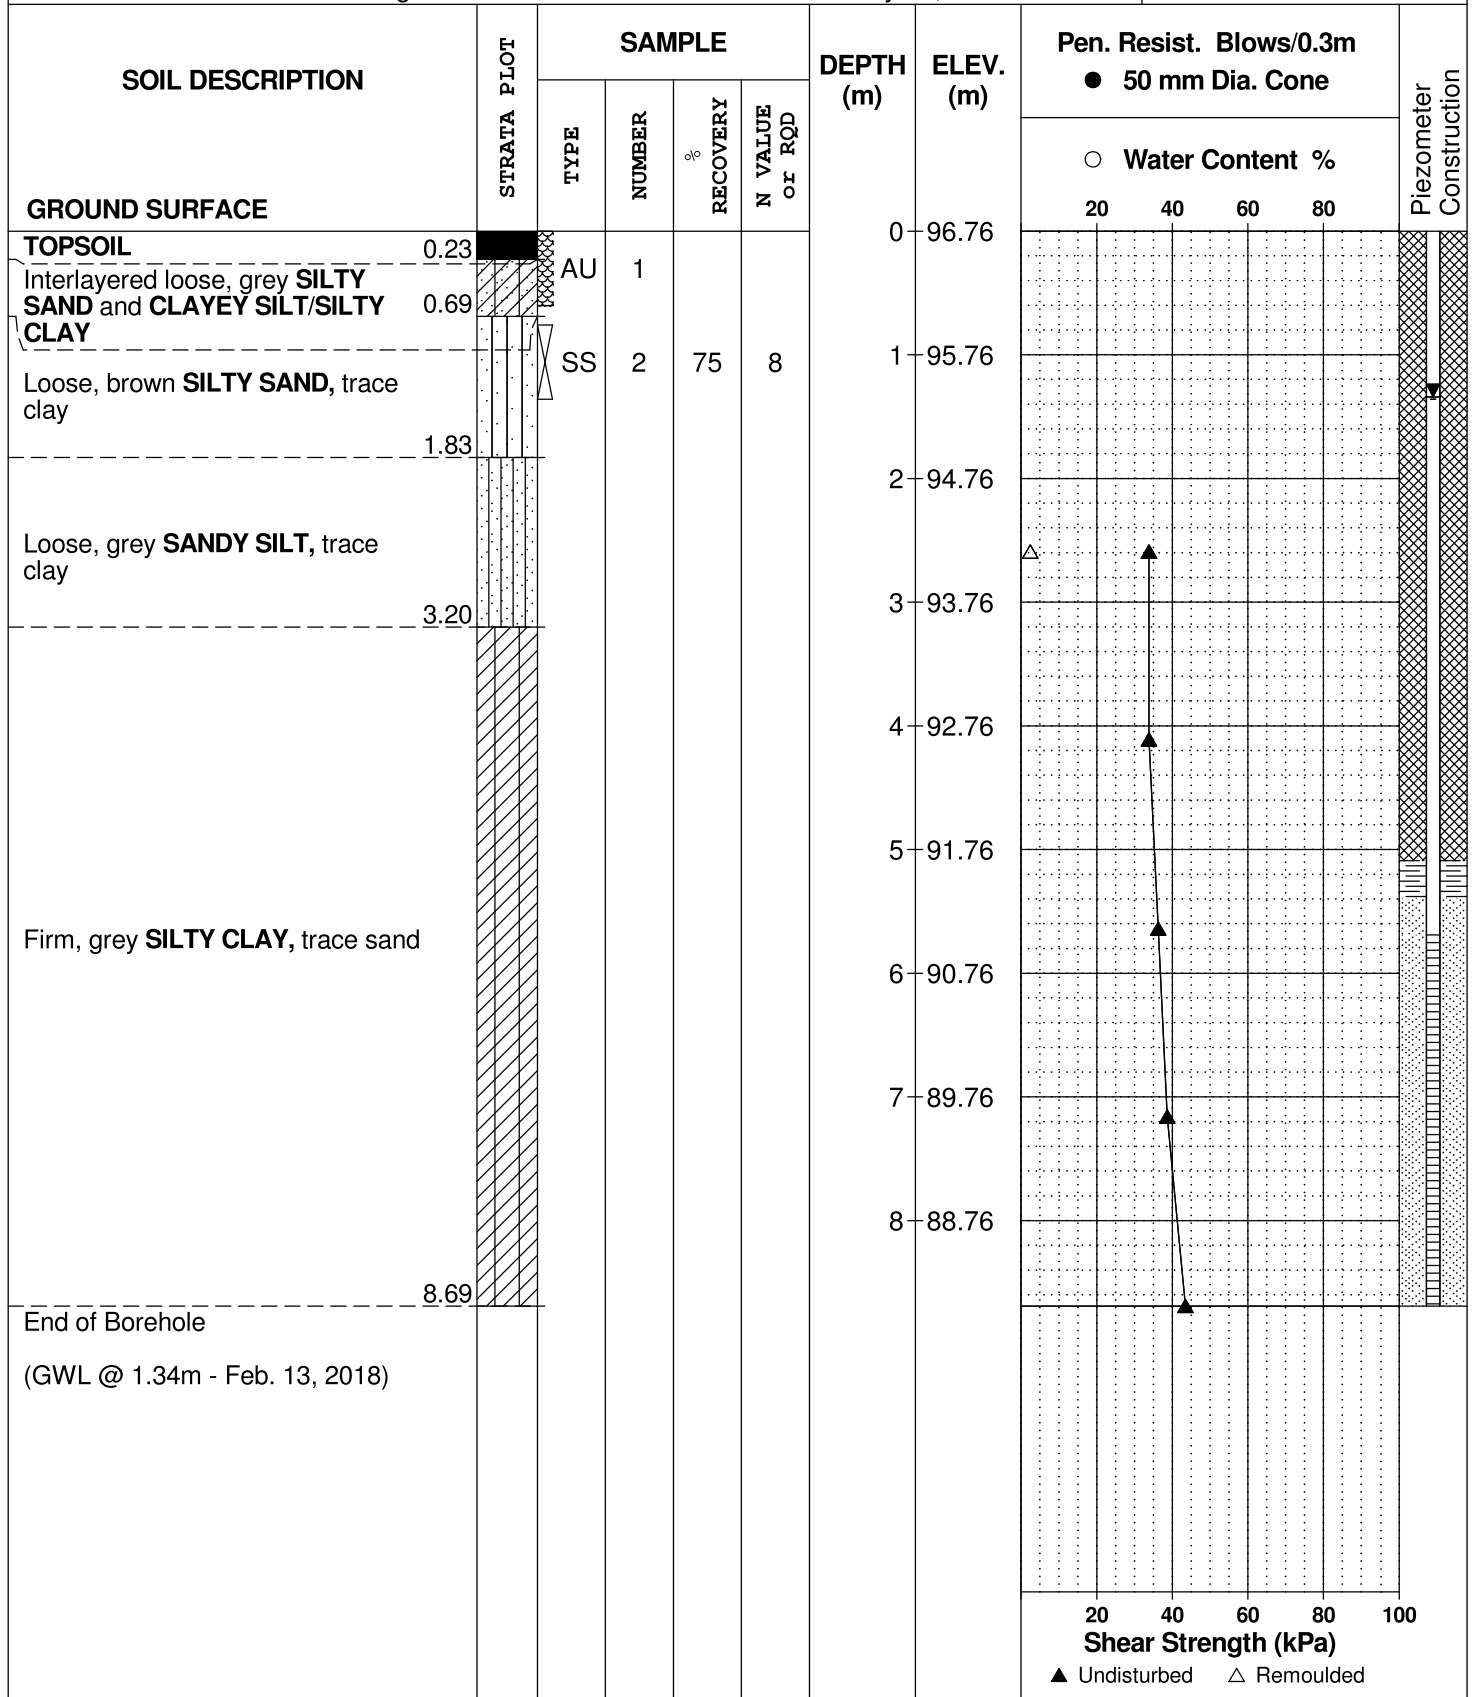 SOIL DESCRIPTION
GROUND SURFACE
STRATA PLOT
SAMPLE
TYPE
NUMBER
%
RECOVERY
N VALUE
or RQD
DEPTH
(m)
ELEV.
(m)
Pen. Resist. Blows/0.3m
● 50 mm Dia. Cone
○ Water Content %
20 40 60 80
Piezometer
Construction
TOPSOIL 0.23
Interlayered loose, grey SILTY
SAND and CLAYEY SILT/SILTY 0.69
CLAY
Loose, brown SILTY SAND, trace
clay
1.83
Loose, grey SANDY SILT, trace
clay
3.20
Firm, grey SILTY CLAY, trace sand
8.69
End of Borehole
(GWL @ 1.34m - Feb. 13, 2018)
AU 1
SS 2 75 8
0 96.76
1 95.76
2 94.76
3 93.76
4 92.76
5 91.76
6 90.76
7 89.76
8 88.76
20 40 60 80 100
Shear Strength (kPa)
▲ Undisturbed △ Remoulded